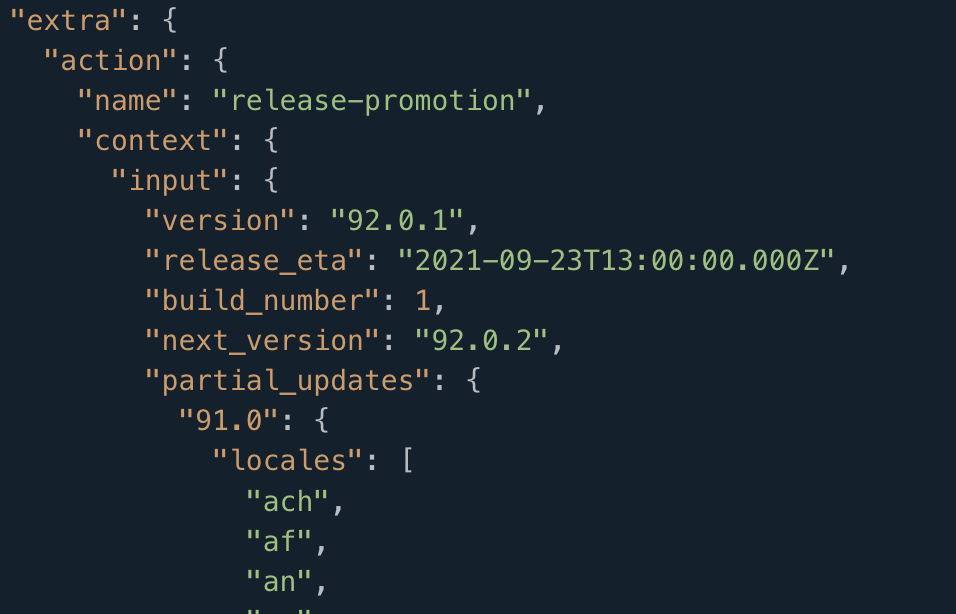 "extra": {
"action": {
"name": "release-promotion",
"context": {
"input": {
"version": "92.0.1",
"release_eta": "2021-09-23T13:00:00.000Z",
"build_number": 1,
"next_version": "92.0.2",
"partial_updates": {
"91.0": {
"locales": [
"ach",
"af",
"an",